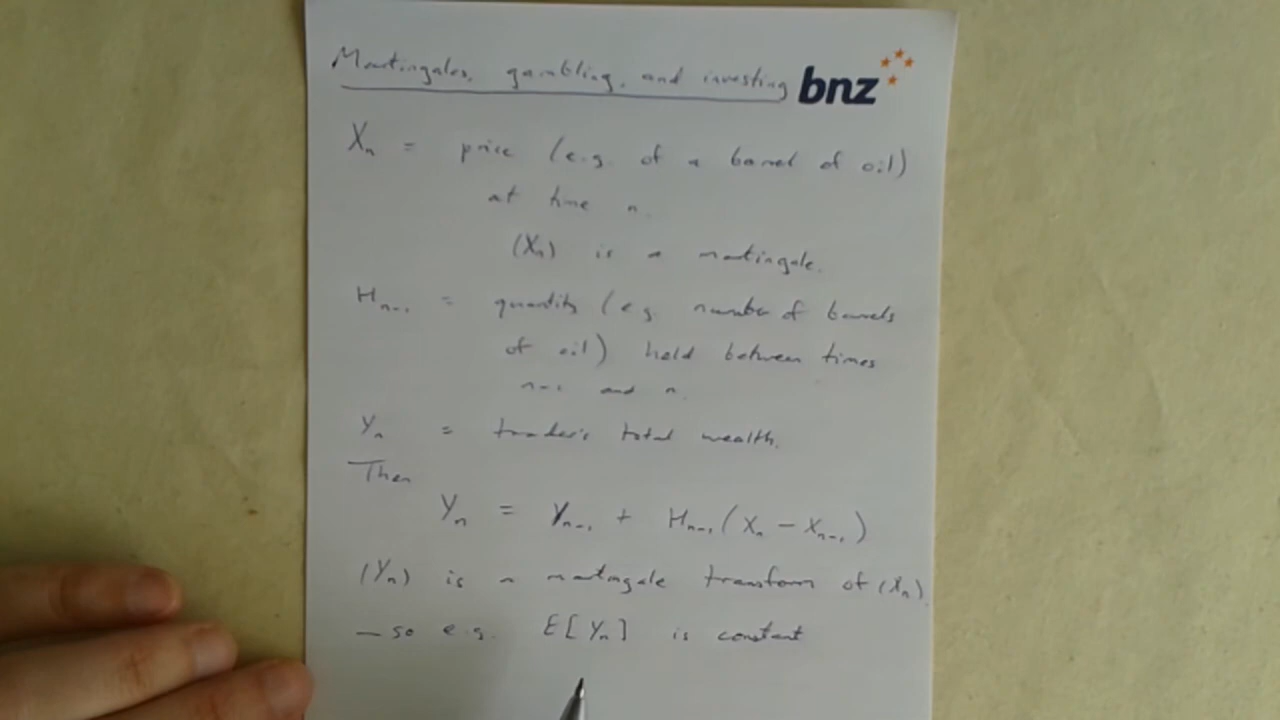 Martingales, gambling, and investing
bnz
Xₙ = price (e.g. of a barrel of oil)
at time n.
(Xₙ) is a martingale.
Hₙ₋₁ = quantity (e.g. number of barrels
of oil) held between times
n-1 and n.
Yₙ = trader's total wealth.
Then
Yₙ = Yₙ₋₁ + Hₙ₋₁(Xₙ - Xₙ₋₁)
(Yₙ) is a martingale transform of (Xₙ).
— so e.g. E[Yₙ] is constant